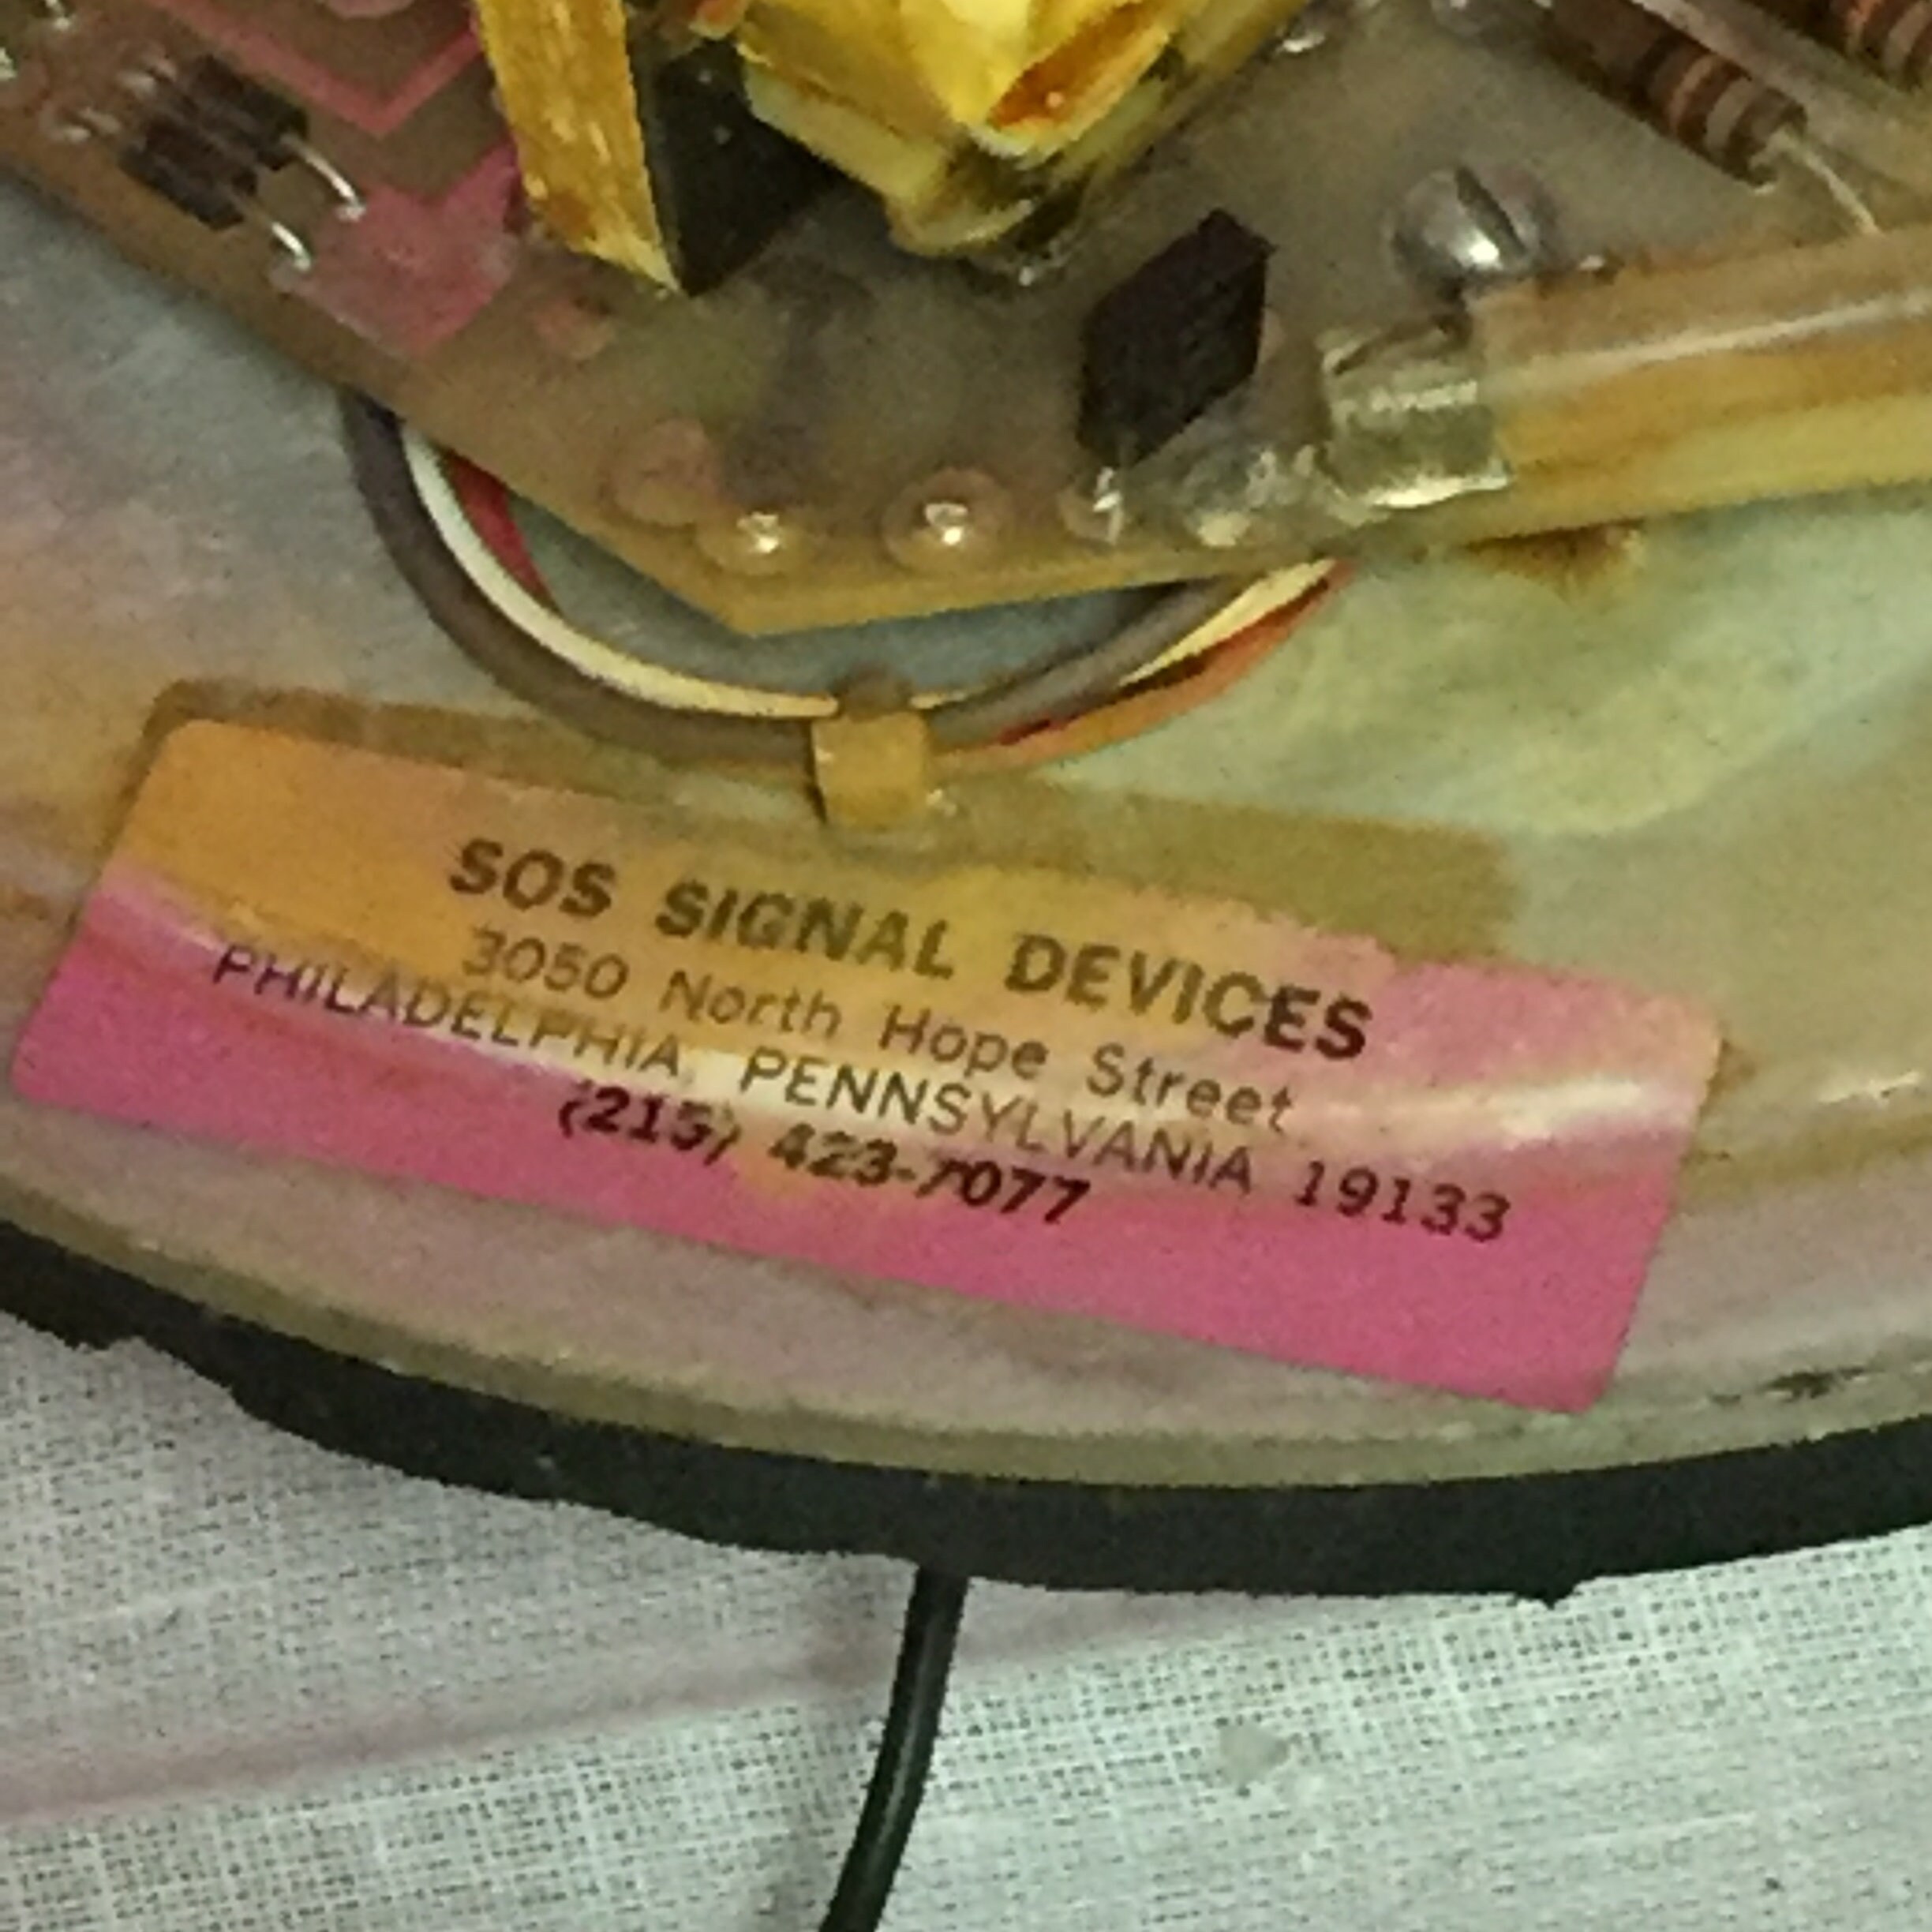 SOS SIGNAL DEVICES
3050 North Hope Street
PHILADELPHIA, PENNSYLVANIA 19133
(215) 423-7077